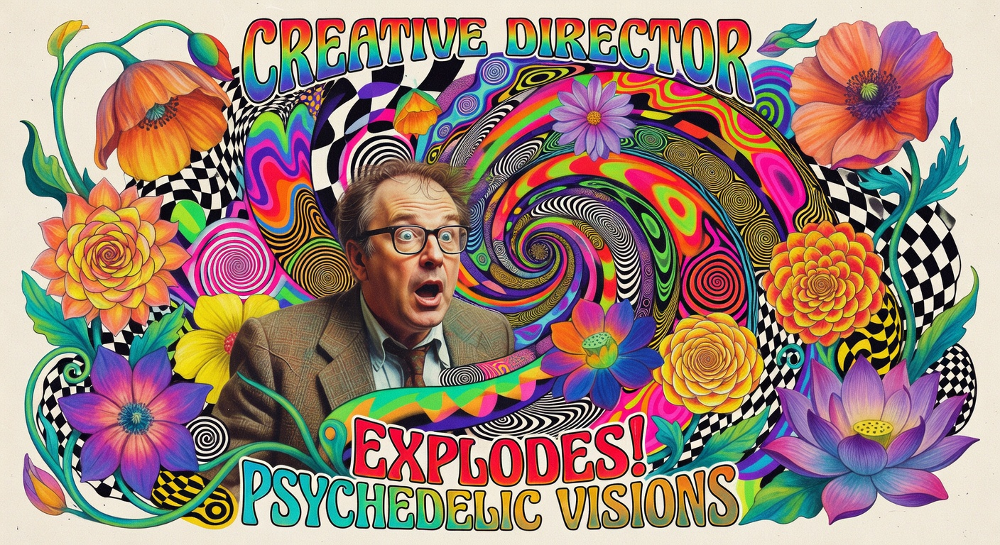 CREATIVE DIRECTOR
EXPLODES!
PSYCHEDELIC VISIONS